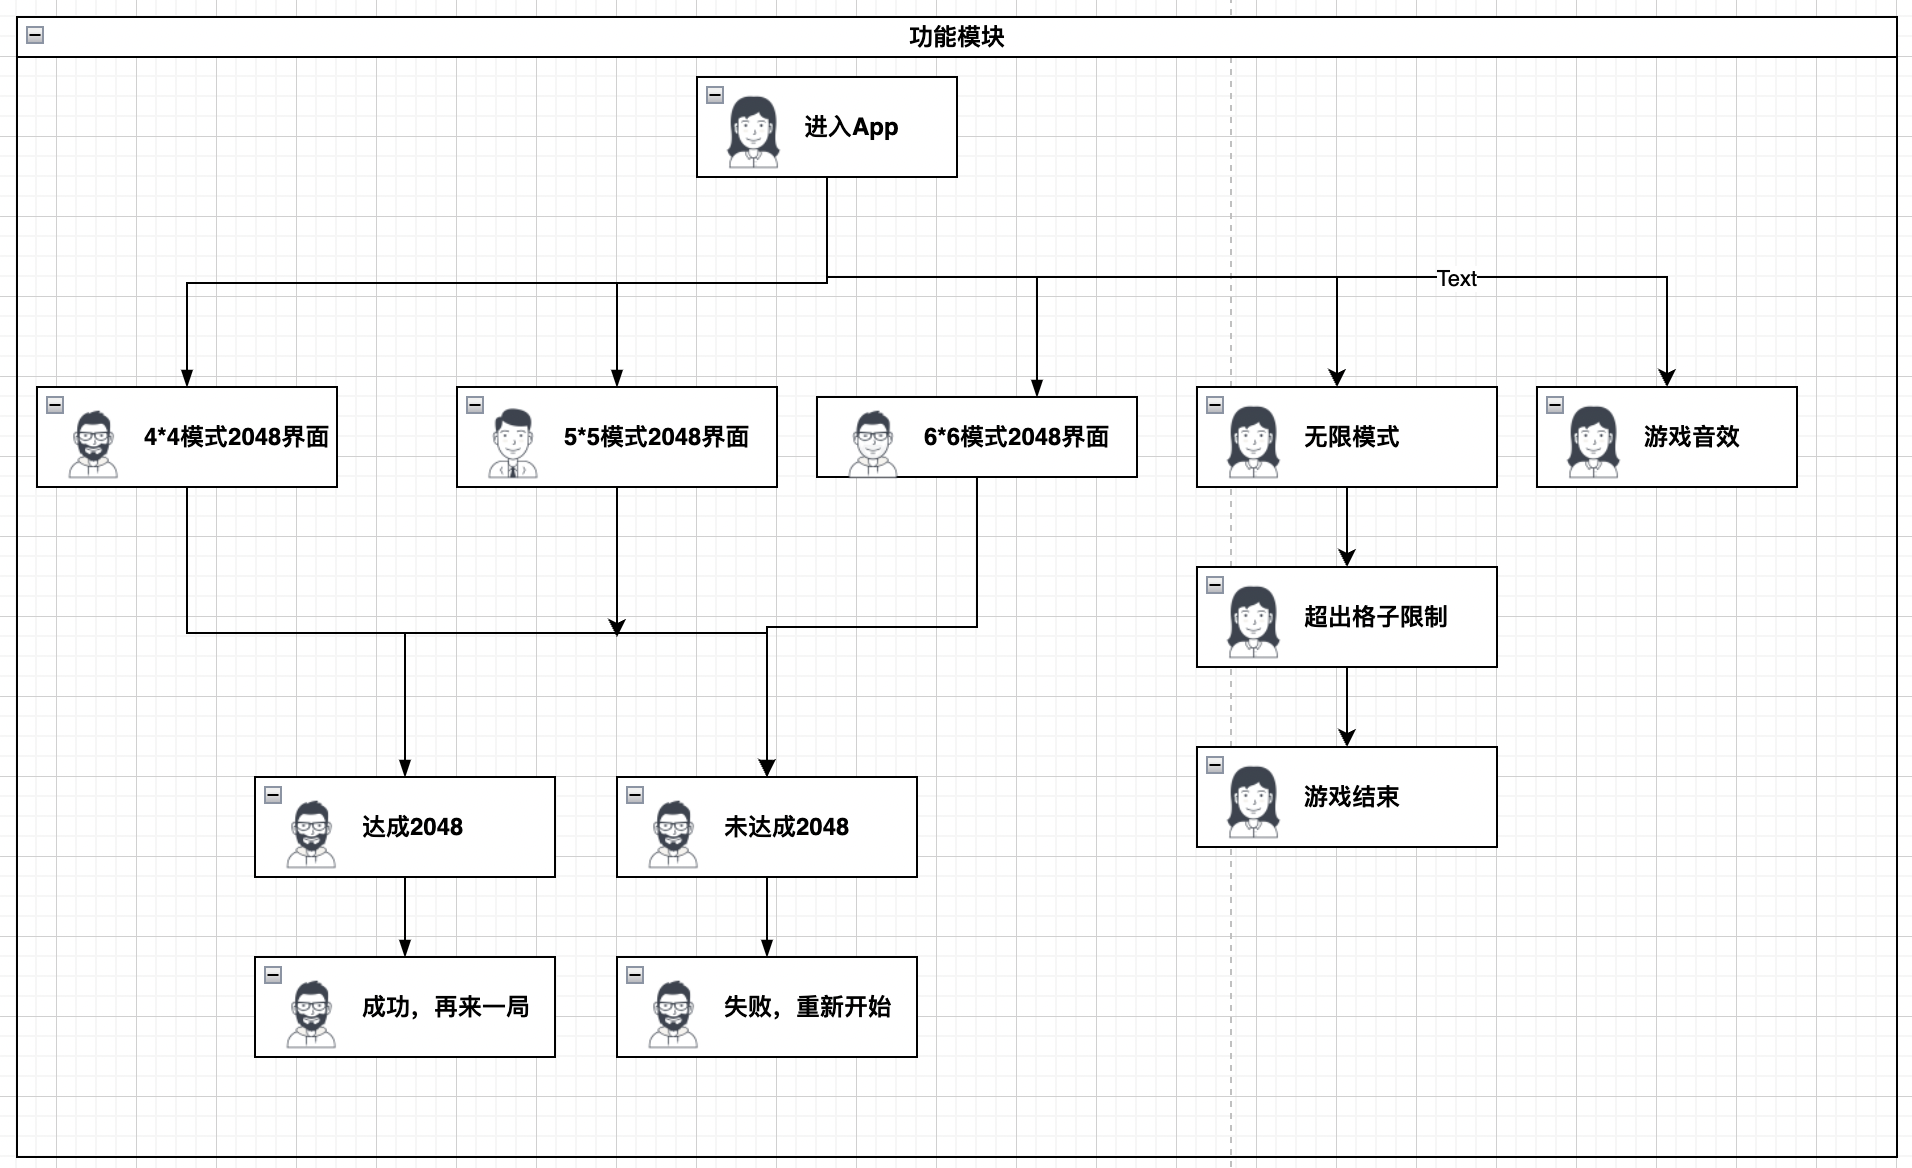 功能模块
进入App
Text
4*4模式2048界面
5*5模式2048界面
6*6模式2048界面
无限模式
游戏音效
超出格子限制
达成2048
未达成2048
游戏结束
成功，再来一局
失败，重新开始